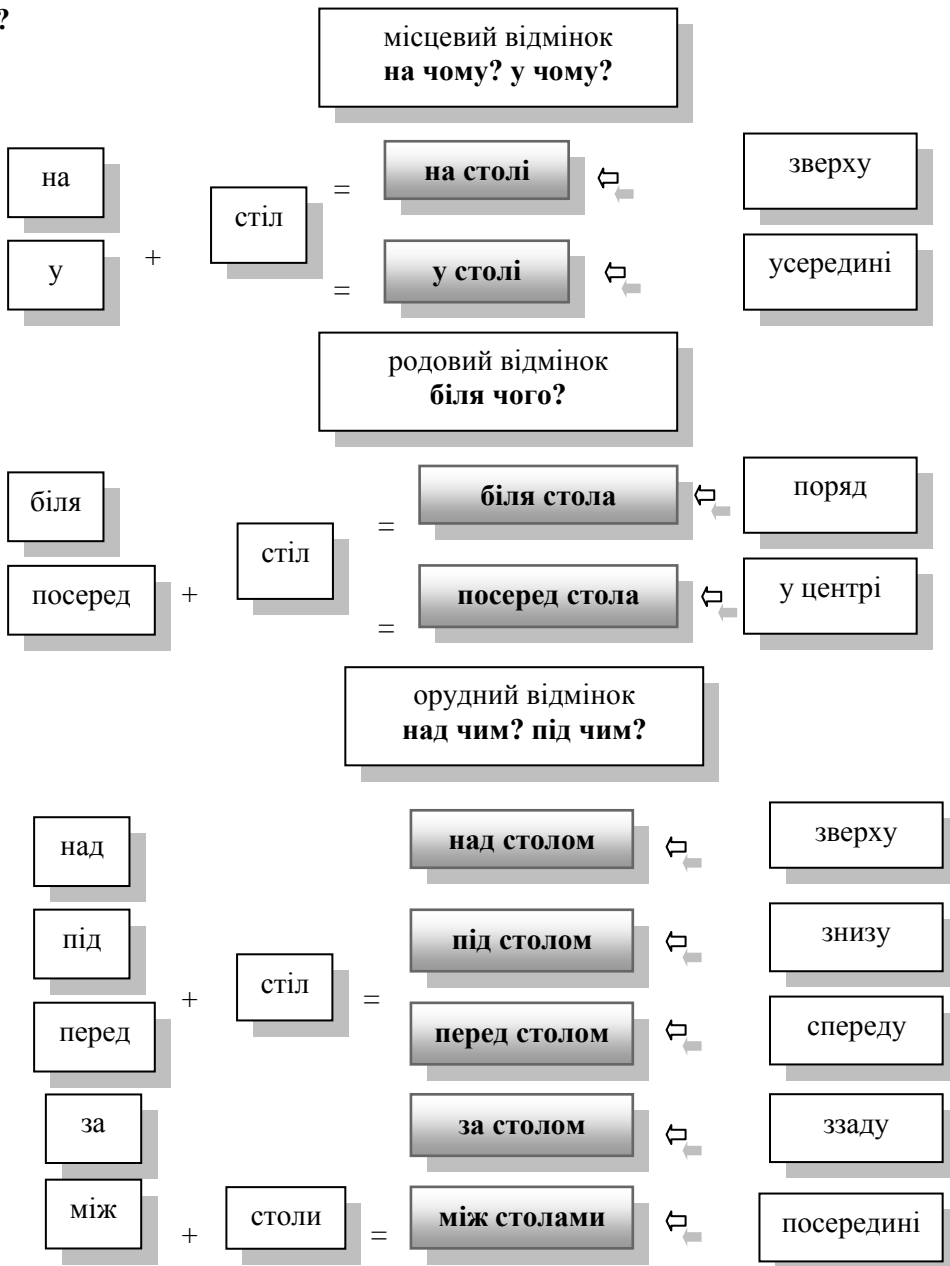 ?
місцевий відмінок
на чому? у чому?
на
+
стіл
=
на столі
зверху
у
=
у столі
усередині
родовий відмінок
біля чого?
біля
+
стіл
=
біля стола
поряд
посеред
=
посеред стола
у центрі
орудний відмінок
над чим? під чим?
над
над столом
зверху
під
під столом
знизу
+
стіл
=
перед
перед столом
спереду
за
за столом
ззаду
між
+
столи
=
між столами
посередині